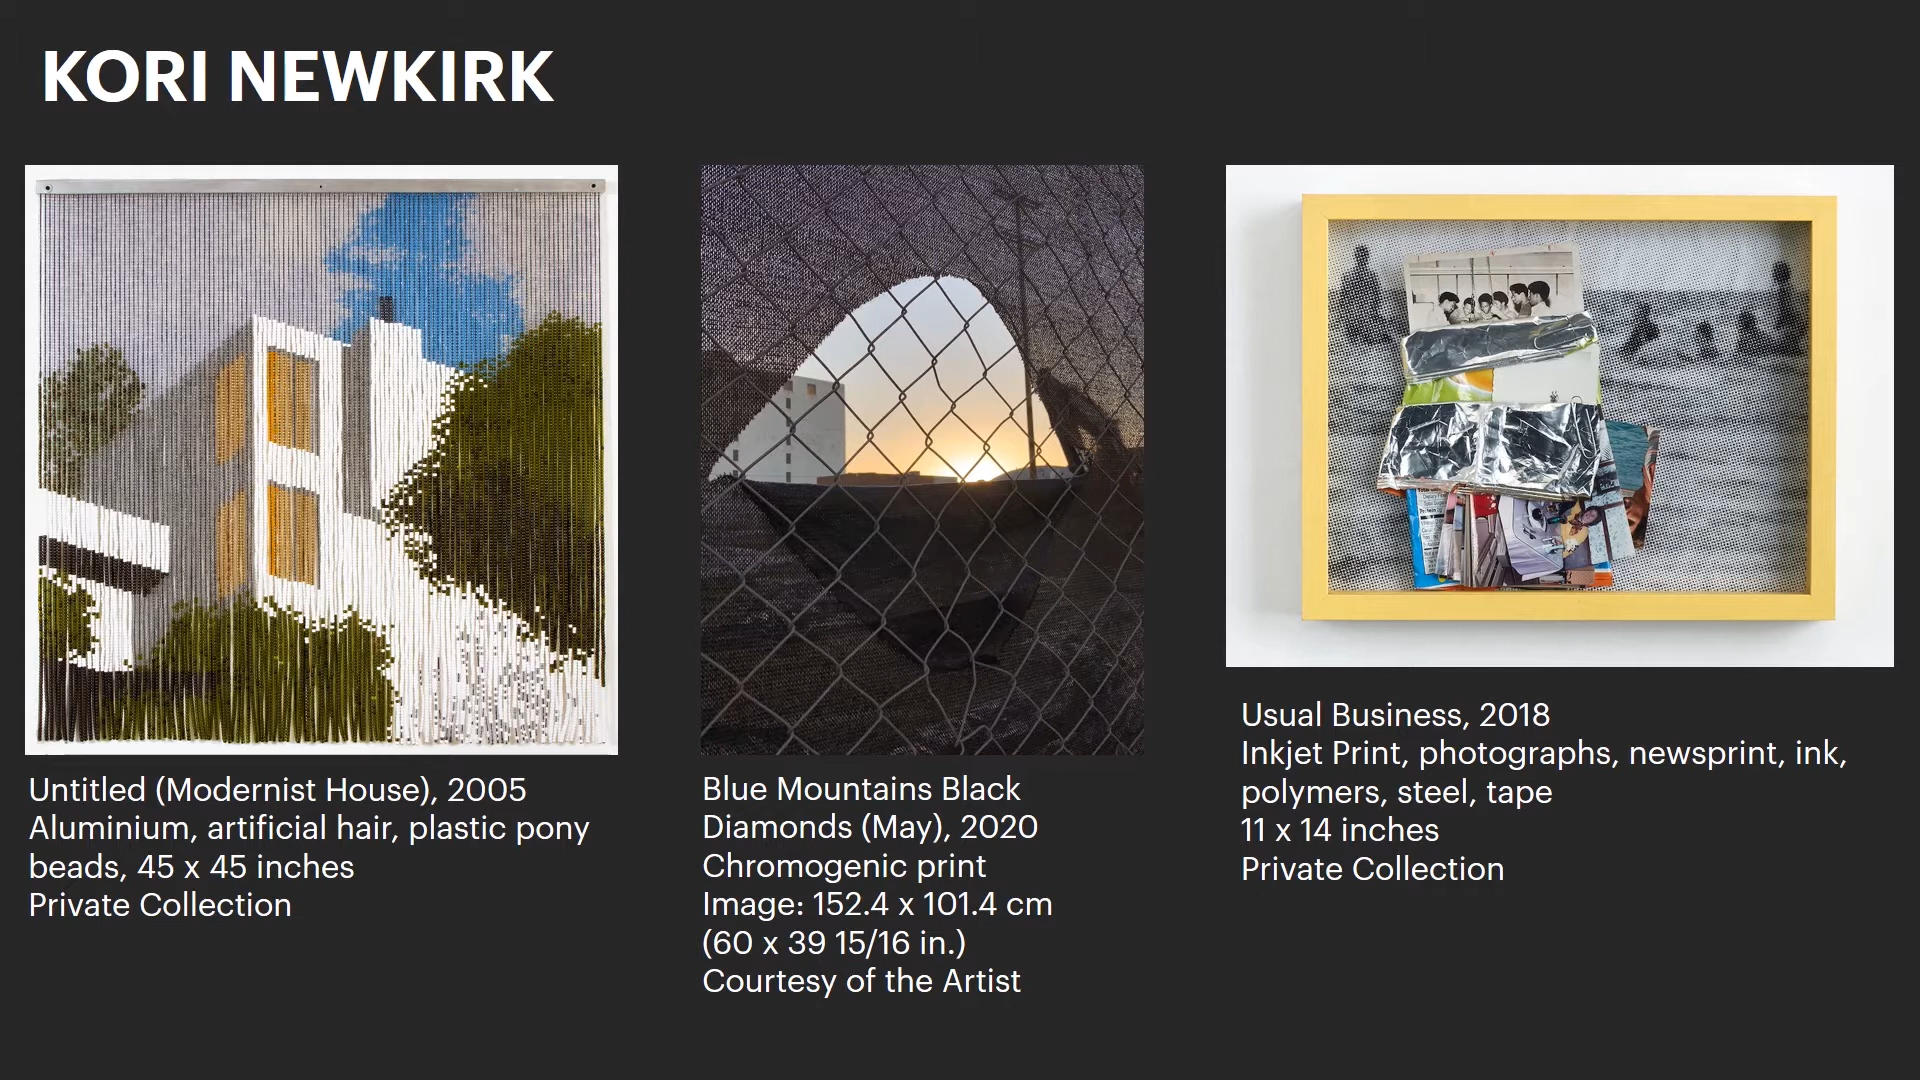 KORI NEWKIRK
Untitled (Modernist House), 2005
Aluminium, artificial hair, plastic pony
beads, 45 x 45 inches
Private Collection
Blue Mountains Black
Diamonds (May), 2020
Chromogenic print
Image: 152.4 x 101.4 cm
(60 x 39 15/16 in.)
Courtesy of the Artist
Usual Business, 2018
Inkjet Print, photographs, newsprint, ink,
polymers, steel, tape
11 x 14 inches
Private Collection